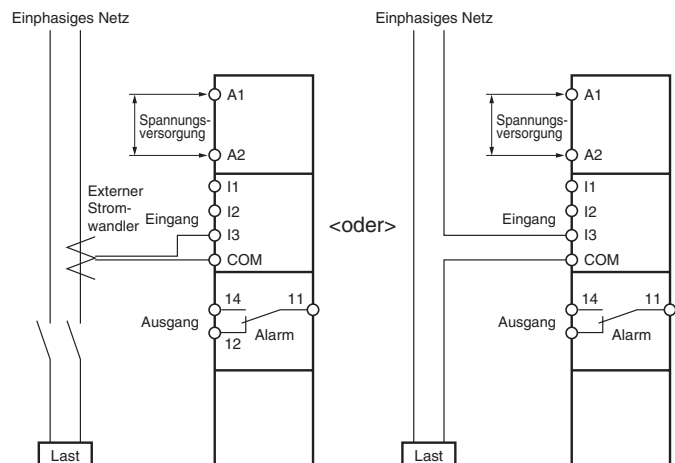 Einphasiges Netz
A1
Spannungs-
versorgung
A2
Externer
Strom-
wandler
Eingang
I1
I2
I3
COM
Ausgang
14
11
12
Alarm
Last
<oder>
Einphasiges Netz
A1
Spannungs-
versorgung
A2
Eingang
I1
I2
I3
COM
Ausgang
14
11
12
Alarm
Last